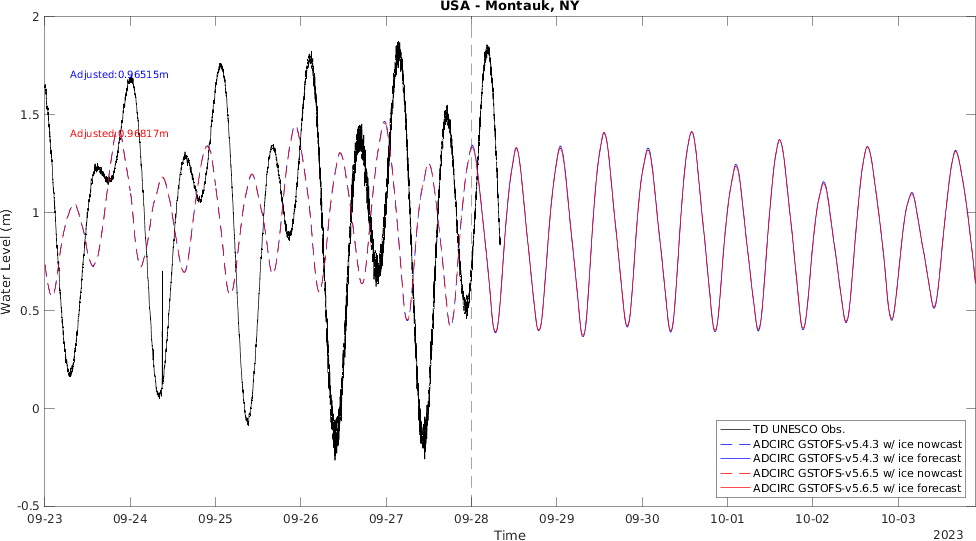 USA - Montauk, NY
2
1.5
1
0.5
0
-0.5
Water Level (m)
Adjusted:0.96515m
Adjusted:0.96817m
TD UNESCO Obs.
ADCIRC GSTOFS-v5.4.3 w/ ice nowcast
ADCIRC GSTOFS-v5.4.3 w/ ice forecast
ADCIRC GSTOFS-v5.6.5 w/ ice nowcast
ADCIRC GSTOFS-v5.6.5 w/ ice forecast
09-23 09-24 09-25 09-26 09-27 09-28 09-29 09-30 10-01 10-02 10-03
Time
2023